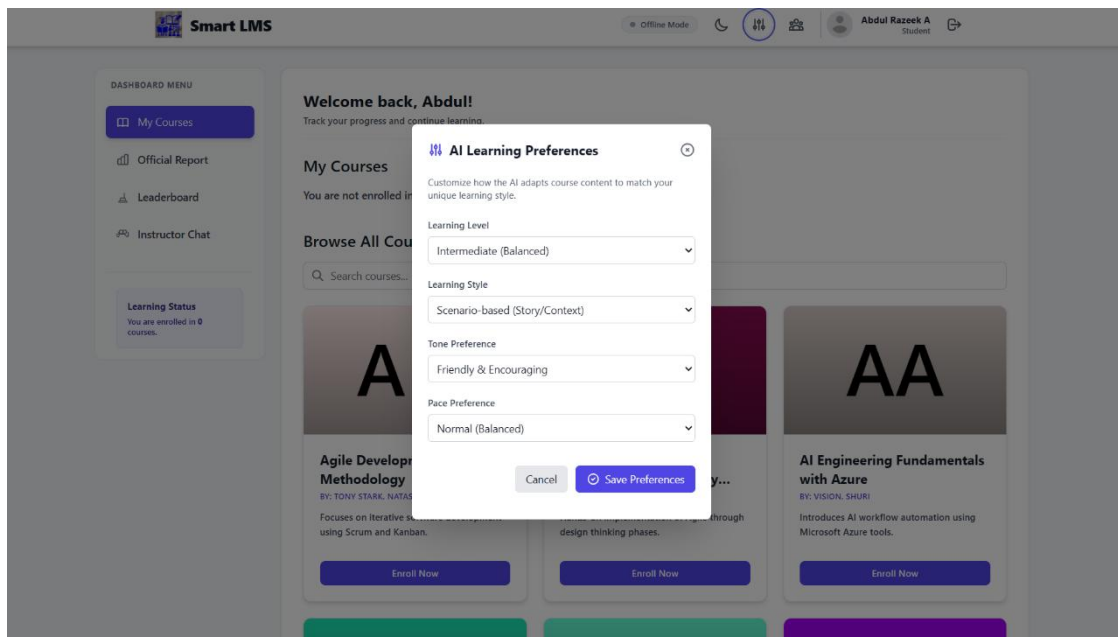 Smart LMS
Offline Mode
Abdul Razeek A
Student
DASHBOARD MENU
My Courses
Official Report
Leaderboard
Instructor Chat
Learning Status
You are enrolled in 0
courses.
Welcome back, Abdul!
Track your progress and continue learning.
My Courses
You are not enrolled in
Browse All Cou
Search courses...
AI Learning Preferences
Customize how the AI adapts course content to match your
unique learning style.
Learning Level
Intermediate (Balanced)
Learning Style
Scenario-based (Story/Context)
Tone Preference
Friendly & Encouraging
Pace Preference
Normal (Balanced)
Cancel
Save Preferences
A
Agile Develop
Methodology
BY: TONY STARK, NATAS
Focuses on iterative
using Scrum and Kanban.
Enroll Now
y...
through
design thinking phases.
Enroll Now
AA
AI Engineering Fundamentals
with Azure
BY: VISION, SHURI
Introduces AI workflow automation using
Microsoft Azure tools.
Enroll Now